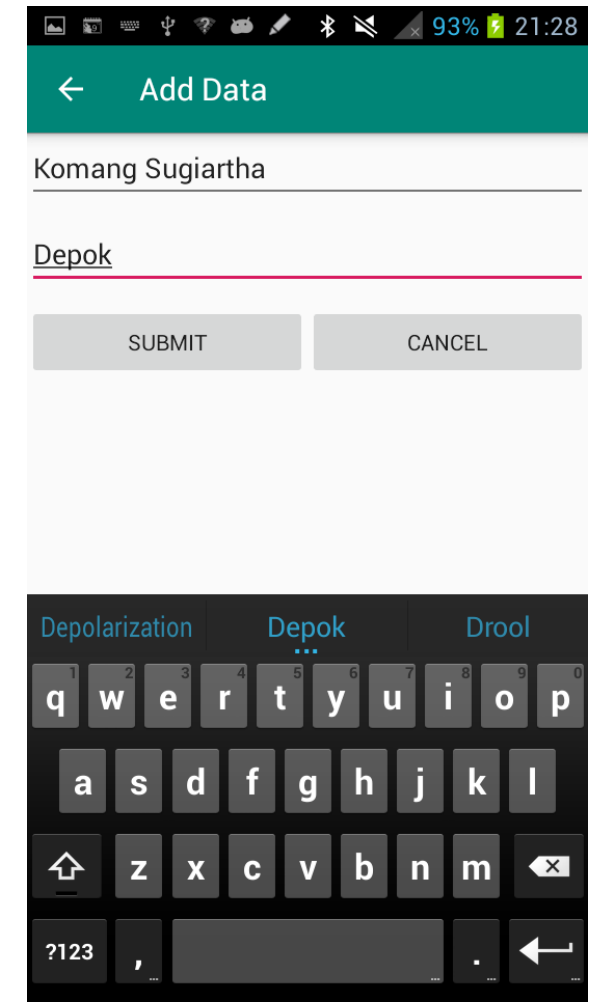 93% 21:28
Add Data
Komang Sugiartha
Depok
SUBMIT CANCEL
Depolarization Depok Drool
1 2 3 4 5 6 7 8 9 0
q w e r t y u i o p
a s d f g h j k l
z x c v b n m
?123 , .